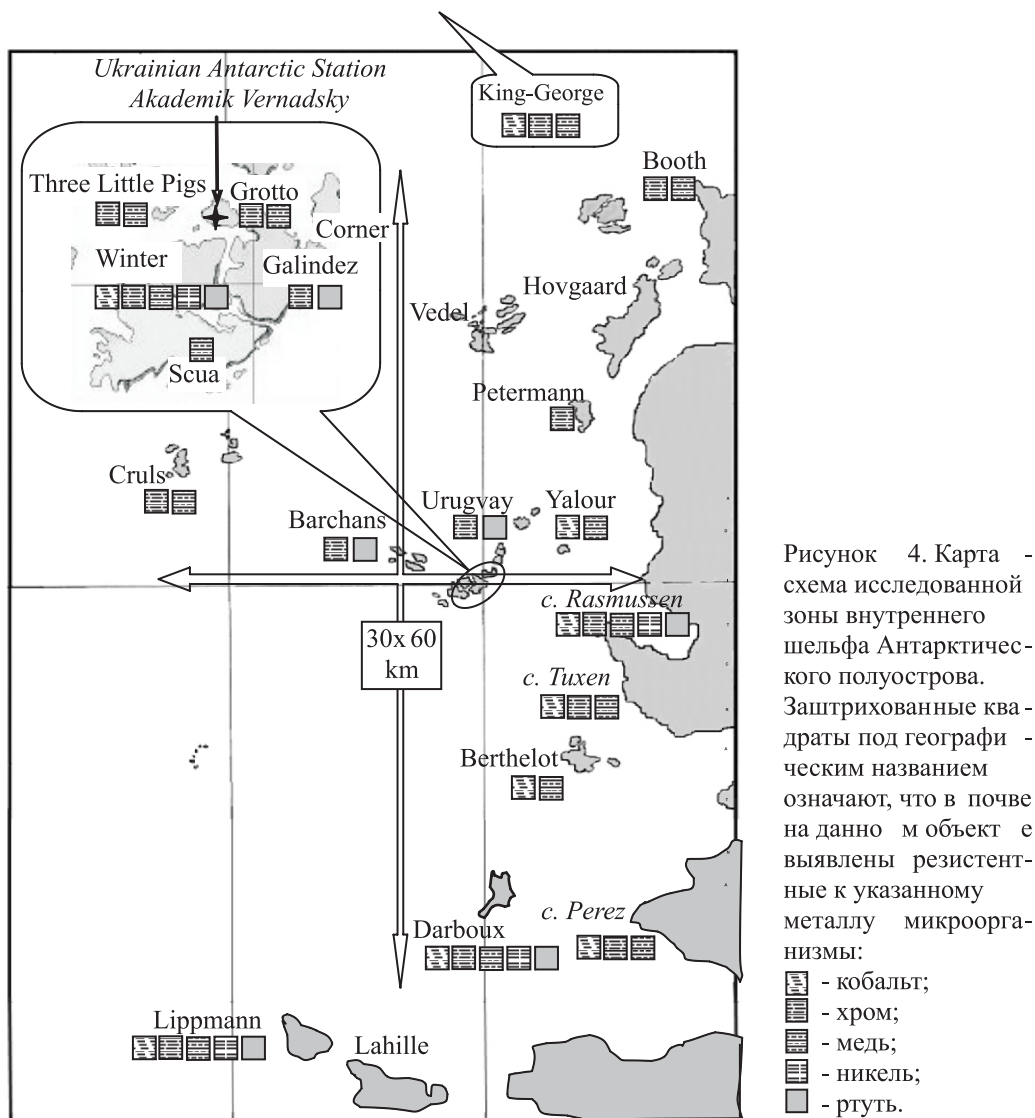 Ukrainian Antarctic Station
Akademik Vernadsky
King-George
Booth
Three Little Pigs
Grotto
Corner
Winter
Galindez
Scua
Hovgaard
Vedel
Petermann
Cruls
Urugvay
Yalour
Barchans
c. Rasmussen
30x 60
km
c. Tuxen
Berthelot
c. Perez
Darboux
Lippmann
Lahille
Рисунок 4. Карта -
схема исследованной
зоны внутреннего
шельфа Антарктичес-
кого полуострова.
Заштрихованные ква -
драты под географи -
ческим названием
означают, что в почве
на данно м объект е
выявлены резистент-
ные к указанному
металлу микроорга-
низмы:
- кобальт;
- хром;
- медь;
- никель;
- ртуть.